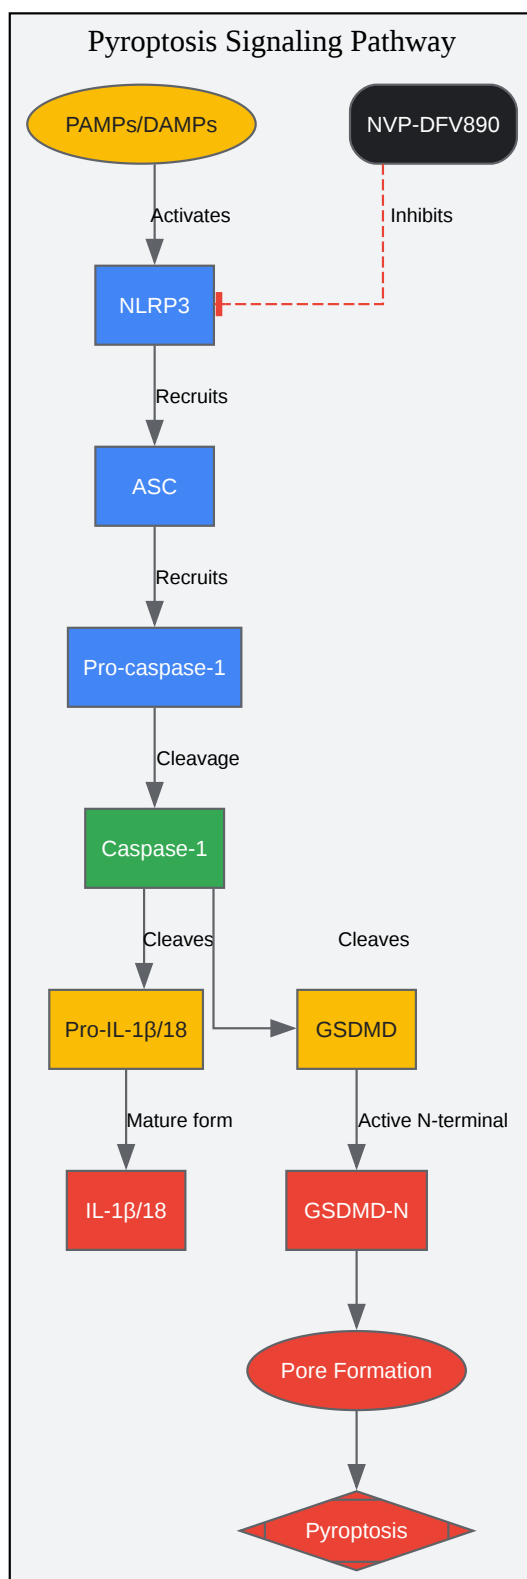 Pyroptosis Signaling Pathway
PAMPs/DAMPs
NVP-DFV890
Activates
Inhibits
NLRP3
Recruits
ASC
Recruits
Pro-caspase-1
Cleavage
Caspase-1
Cleaves
Cleaves
Pro-IL-1β/18
GSDMD
Mature form
Active N-terminal
IL-1β/18
GSDMD-N
Pore Formation
Pyroptosis